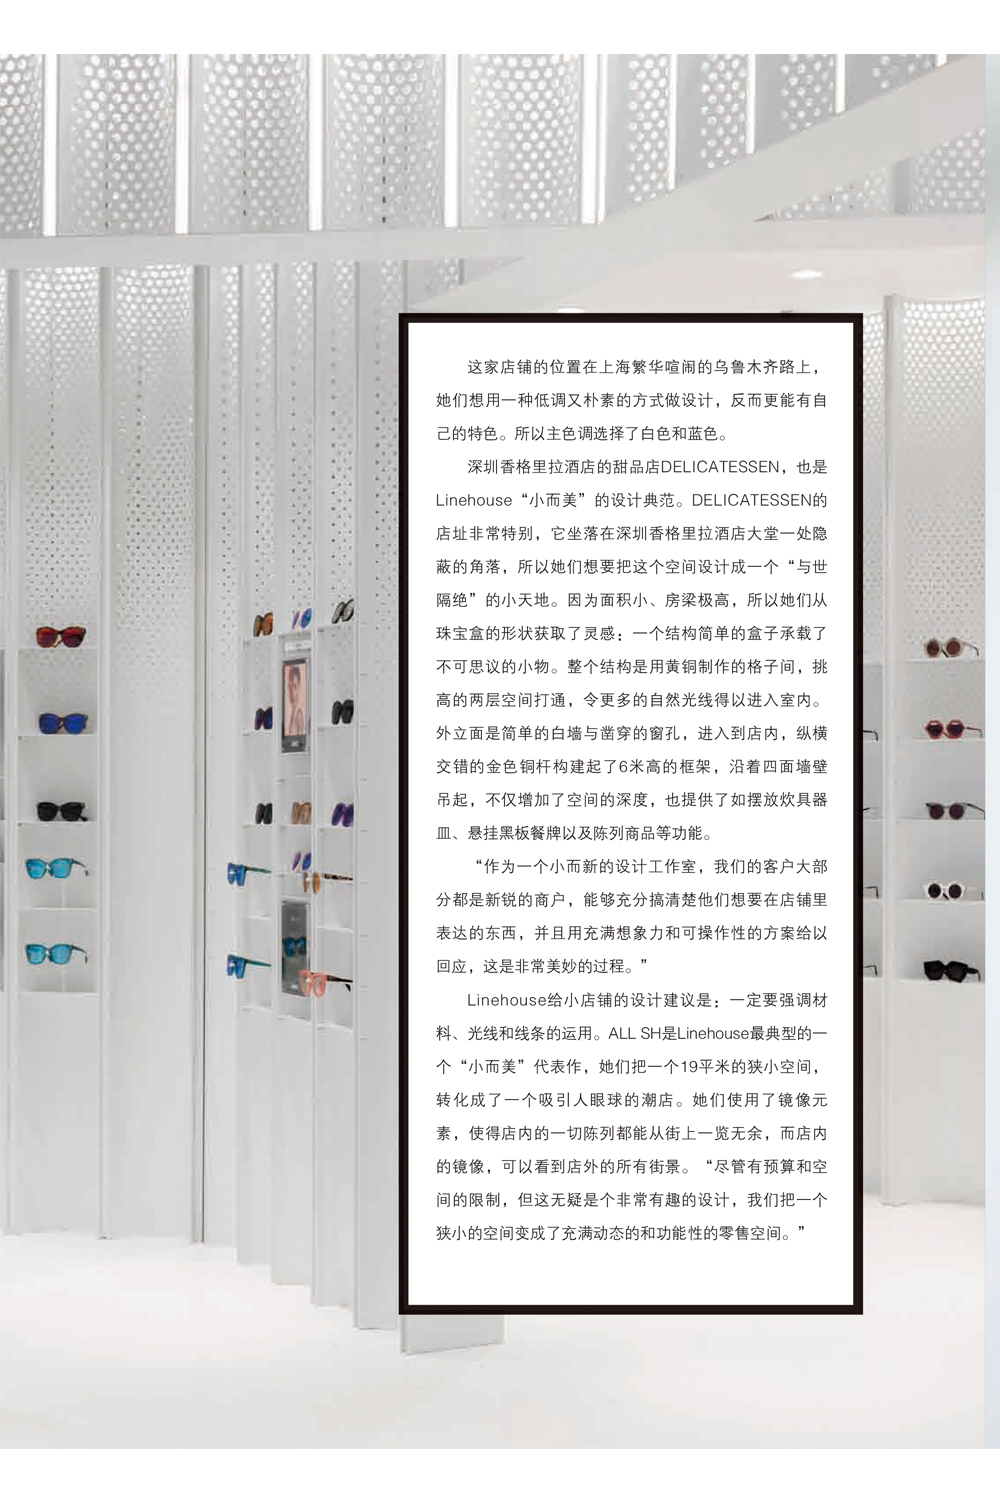 这家店铺的位置在上海繁华喧闹的乌鲁木齐路上，
她们想用一种低调又朴素的方式做设计，反而更能有自
己的特色。所以主色调选择了白色和蓝色。
深圳香格里拉酒店的甜品店DELICATESSEN，也是
Linehouse“小而美”的设计典范。DELICATESSEN的
店址非常特别，它坐落在深圳香格里拉酒店大堂一处隐
蔽的角落，所以她们想要把这个空间设计成一个“与世
隔绝”的小天地。因为面积小、房梁极高，所以她们从
珠宝盒的形状获取了灵感：一个结构简单的盒子承载了
不可思议的小物。整个结构是用黄铜制作的格子间，挑
高的两层空间打通，令更多的自然光线得以进入室内。
外立面是简单的白墙与凿穿的窗孔，进入到店内，纵横
交错的金色铜杆构建起了6米高的框架，沿着四面墙壁
吊起，不仅增加了空间的深度，也提供了如摆放炊具器
皿、悬挂黑板餐牌以及陈列商品等功能。
“作为一个小而新的设计工作室，我们的客户大部
分都是新锐的商户，能够充分搞清楚他们想要在店铺里
表达的东西，并且用充满想象力和可操作性的方案给以
回应，这是非常美妙的过程。”
Linehouse给小店铺的设计建议是：一定要强调材
料、光线和线条的运用。ALL SH是Linehouse最典型的一
个“小而美”代表作，她们把一个19平米的狭小空间，
转化成了一个吸引人眼球的潮店。她们使用了镜像元
素，使得店内的一切陈列都能从街上一览无余，而店内
的镜像，可以看到店外的所有街景。“尽管有预算和空
间的限制，但这无疑是个非常有趣的设计，我们把一个
狭小的空间变成了充满动态的和功能性的零售空间。”